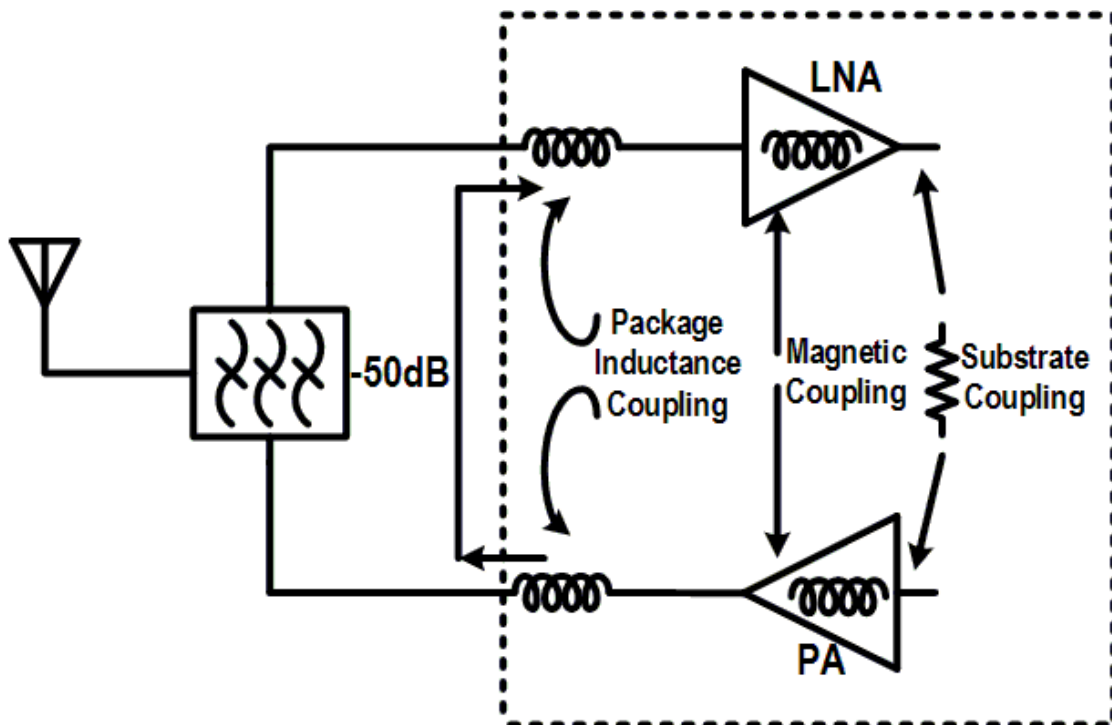 LNA
-50dB
Package
Inductance
Coupling
Magnetic
Coupling
Substrate
Coupling
PA